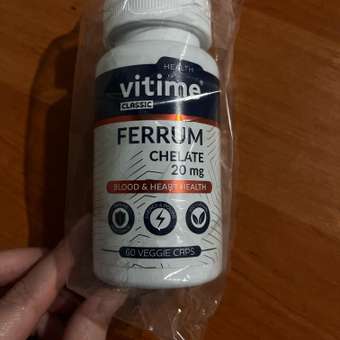 HEALTH
vitime®
CLASSIC
FERRUM
CHELATE
20 mg
BLOOD & HEART HEALTH
60 VEGGIE CAPS